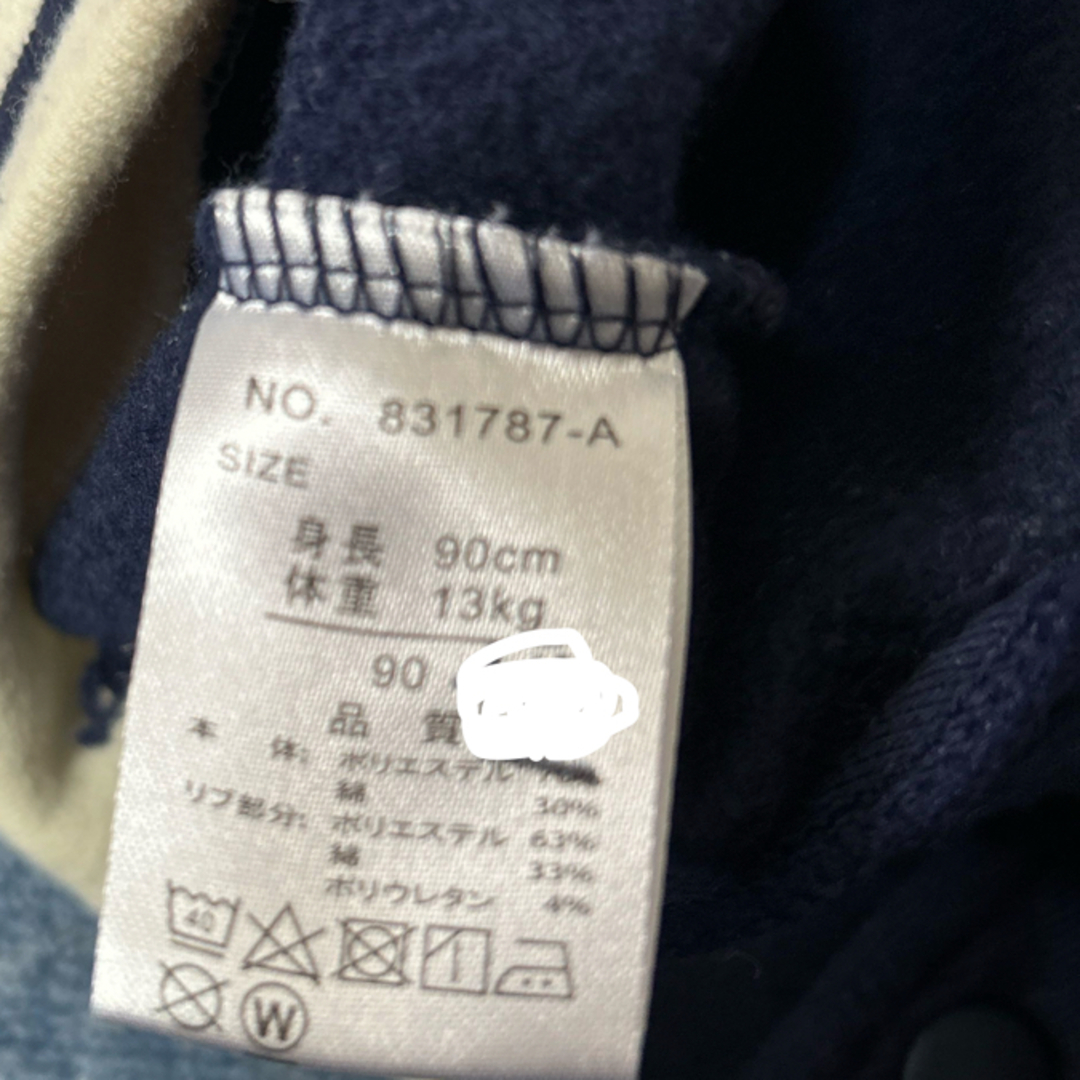 NO. 831787-A
SIZE
身長 90cm
体重 13kg
90
品 質
本 体: ポリエステル
綿 30%
リブ部分: ポリエステル 63%
綿 33%
ポリウレタン 4%
40
W